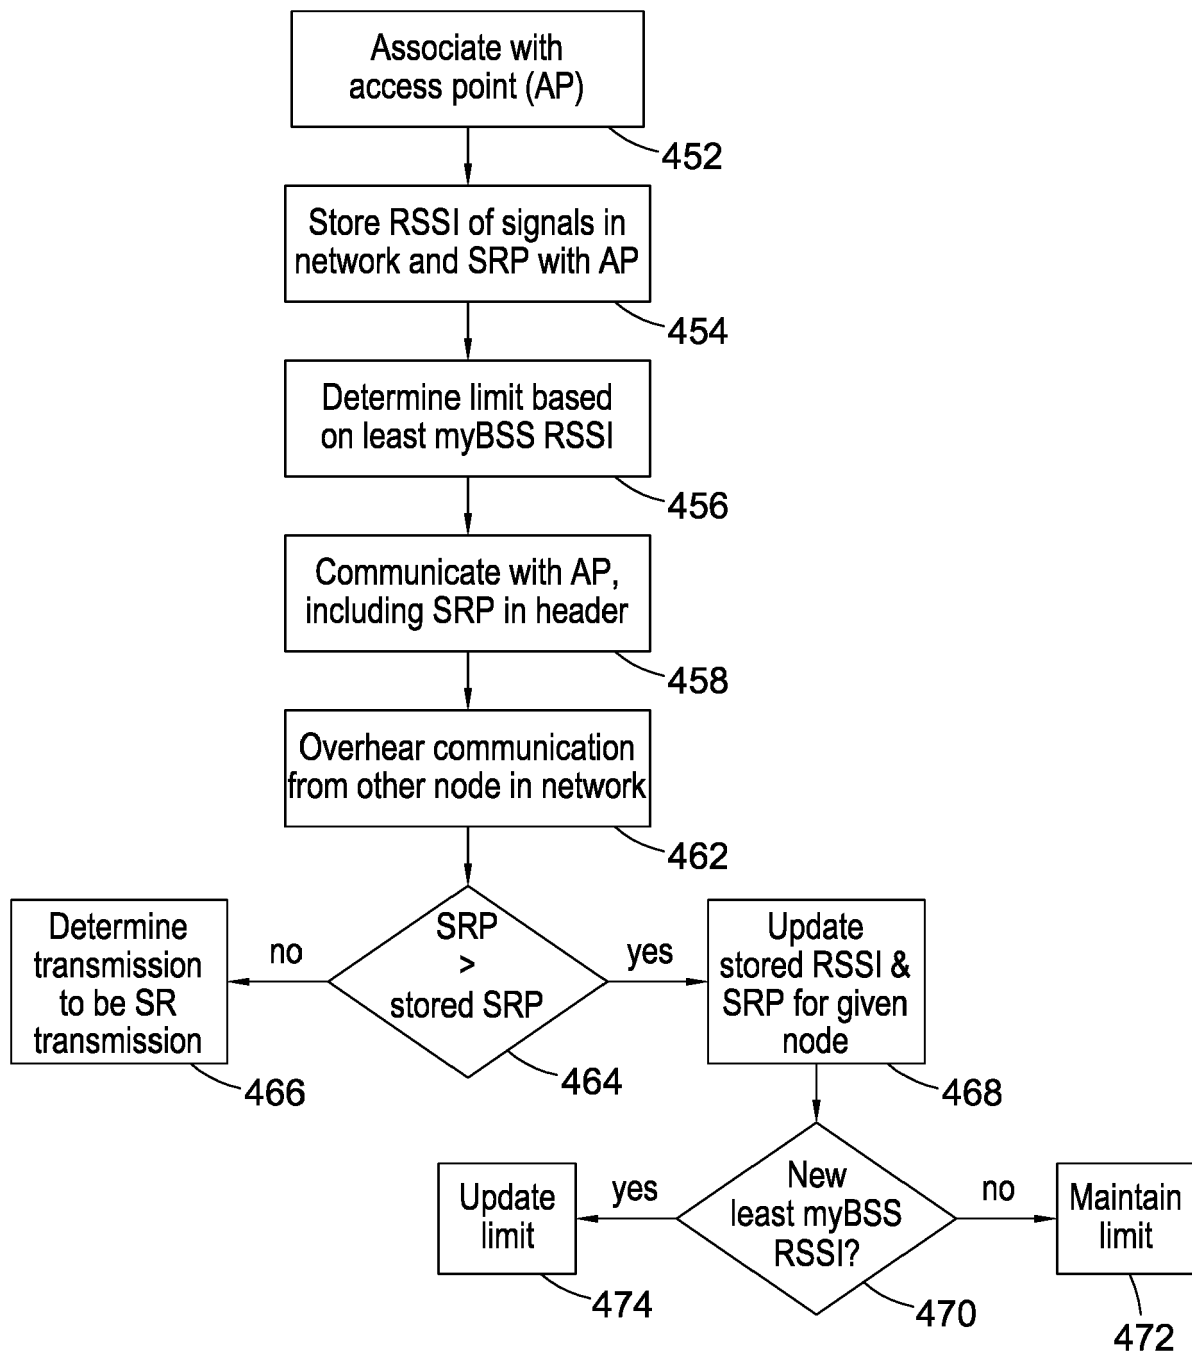 Associate with
access point (AP)
452
Store RSSI of signals in
network and SRP with AP
454
Determine limit based
on least myBSS RSSI
456
Communicate with AP,
including SRP in header
458
Overhear communication
from other node in network
462
SRP
>
stored SRP
464
no
yes
Determine
transmission
to be SR
transmission
466
Update
stored RSSI &
SRP for given
node
468
New
least myBSS
RSSI?
470
yes
no
Update
limit
474
Maintain
limit
472